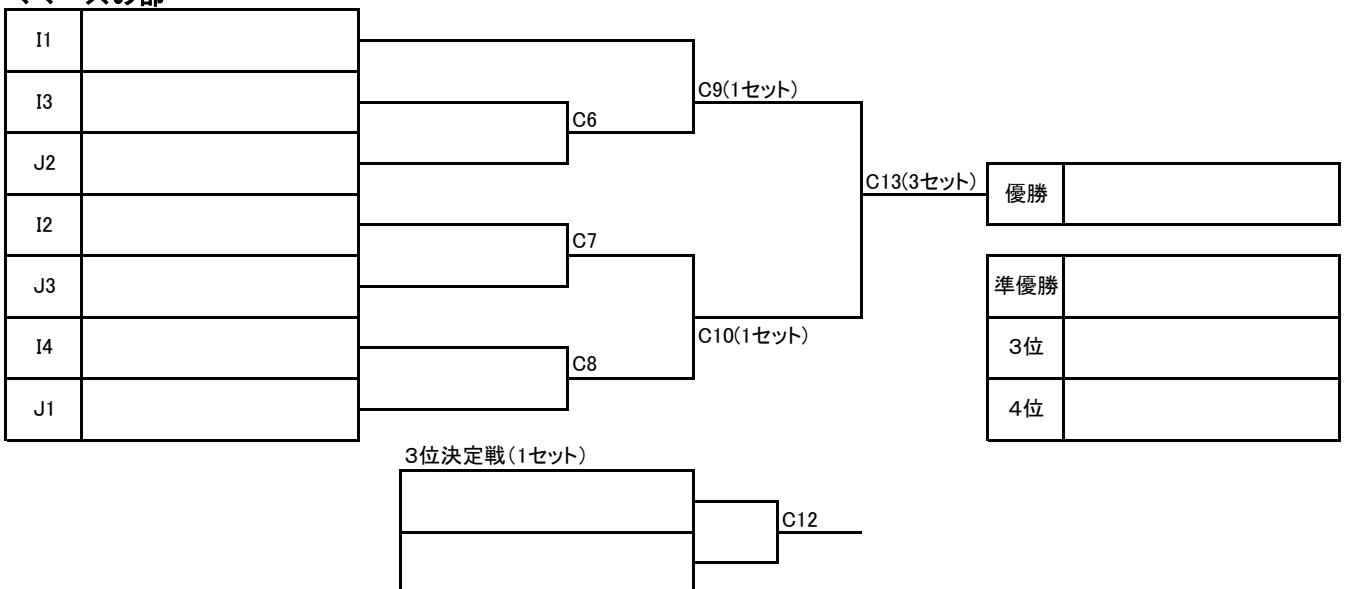 I1
I3
J2
I2
J3
I4
J1
C6
C7
C8
C9(1セット)
C10(1セット)
C13(3セット)
優勝
準優勝
３位
４位
３位決定戦（1セット）
C12